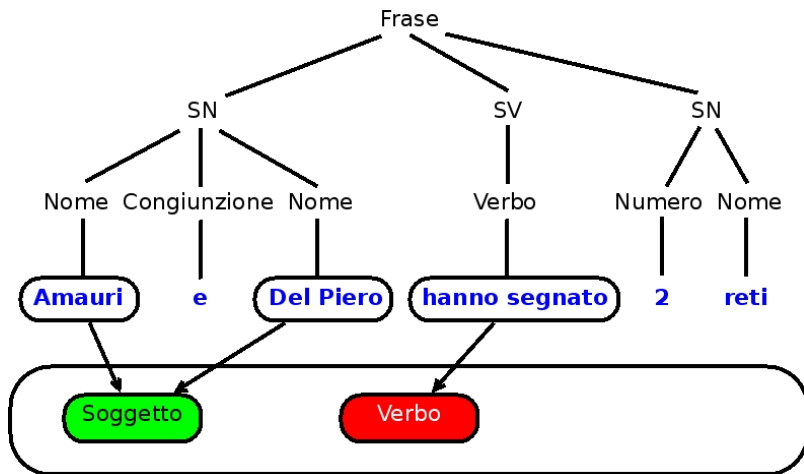 Frase
SN SV SN
Nome Congiunzione Nome Verbo Numero Nome
Amauri e Del Piero hanno segnato 2 reti
Soggetto Verbo